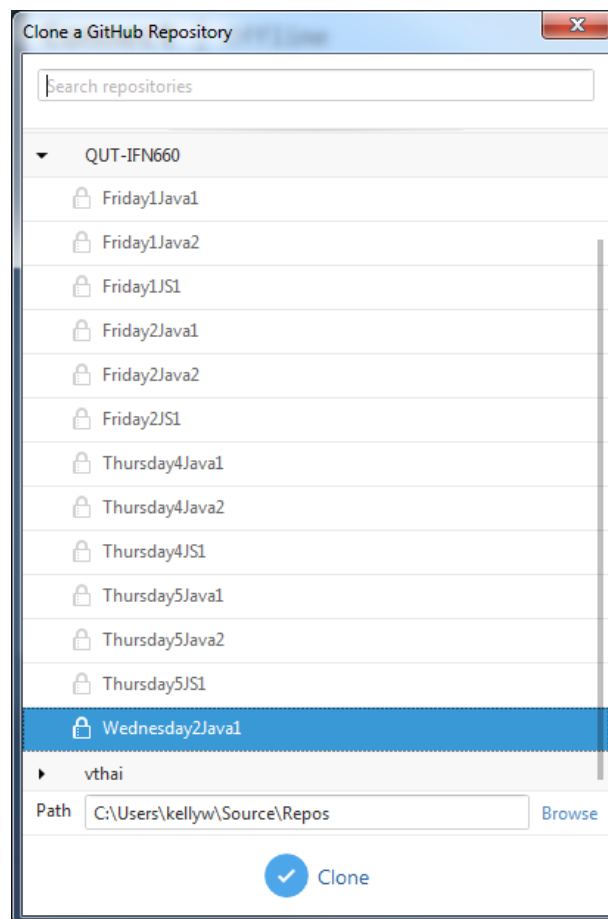 Clone a GitHub Repository
Search repositories
QUT-IFN660
Friday1Java1
Friday1Java2
Friday1JS1
Friday2Java1
Friday2Java2
Friday2JS1
Thursday4Java1
Thursday4Java2
Thursday4JS1
Thursday5Java1
Thursday5Java2
Thursday5JS1
Wednesday2Java1
vthai
Path C:\Users\kellyw\Source\Repos Browse
Clone